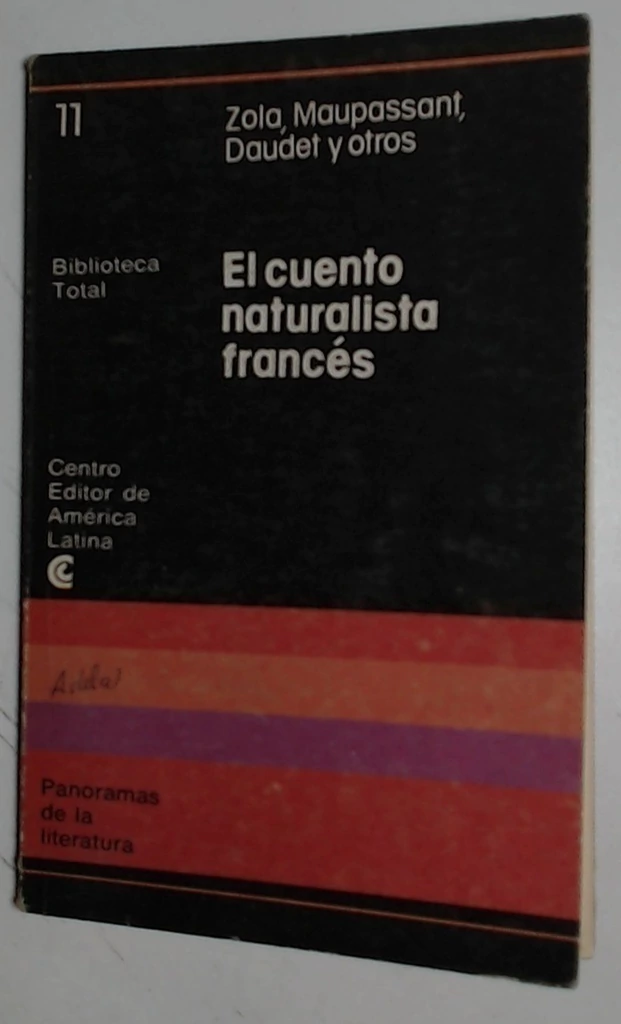 11
Zola, Maupassant,
Daudet y otros
Biblioteca
Total
El cuento
naturalista
francés
Centro
Editor de
América
Latina
Panoramas
de la
literatura